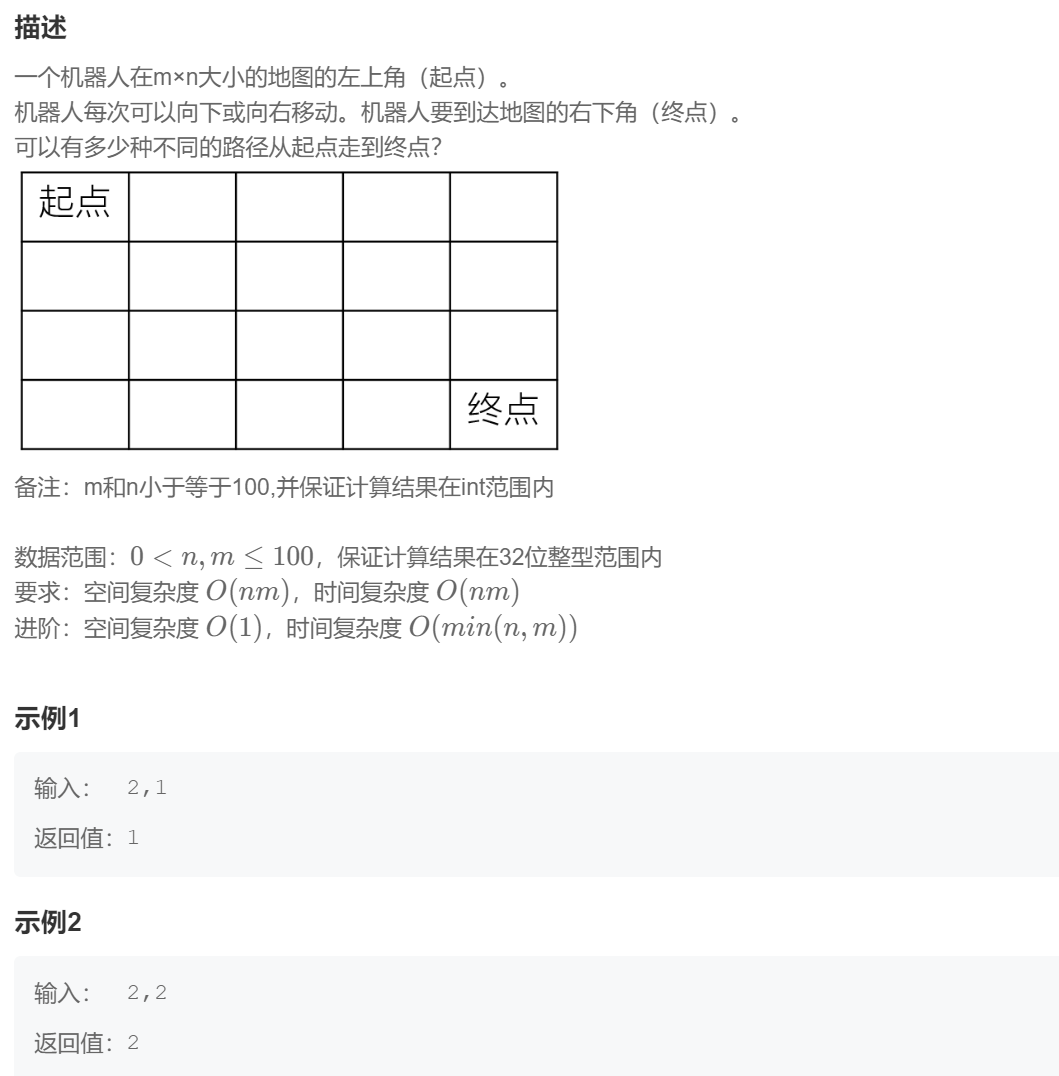 描述
一个机器人在m×n大小的地图的左上角（起点）。
机器人每次可以向下或向右移动。机器人要到达地图的右下角（终点）。
可以有多少种不同的路径从起点走到终点？
起点
终点
备注：m和n小于等于100,并保证计算结果在int范围内
数据范围：0 < n, m ≤ 100，保证计算结果在32位整型范围内
要求：空间复杂度 O(nm)，时间复杂度 O(nm)
进阶：空间复杂度 O(1)，时间复杂度 O(min(n, m))
示例1
输入： 2,1
返回值：1
示例2
输入： 2,2
返回值：2